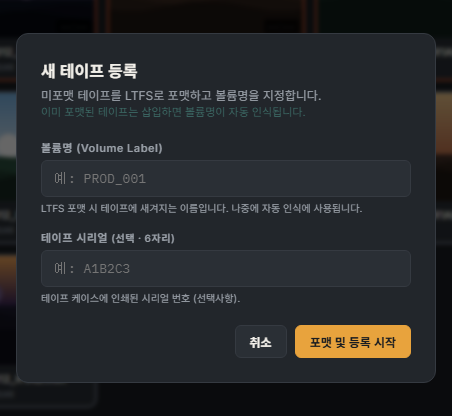 새 테이프 등록
미포맷 테이프를 LTFS로 포맷하고 볼륨명을 지정합니다.
이미 포맷된 테이프는 삽입하면 볼륨명이 자동 인식됩니다.
볼륨명 (Volume Label)
예: PROD_001
LTFS 포맷 시 테이프에 새겨지는 이름입니다. 나중에 자동 인식에 사용됩니다.
테이프 시리얼 (선택 · 6자리)
예: A1B2C3
테이프 케이스에 인쇄된 시리얼 번호 (선택사항).
취소 포맷 및 등록 시작